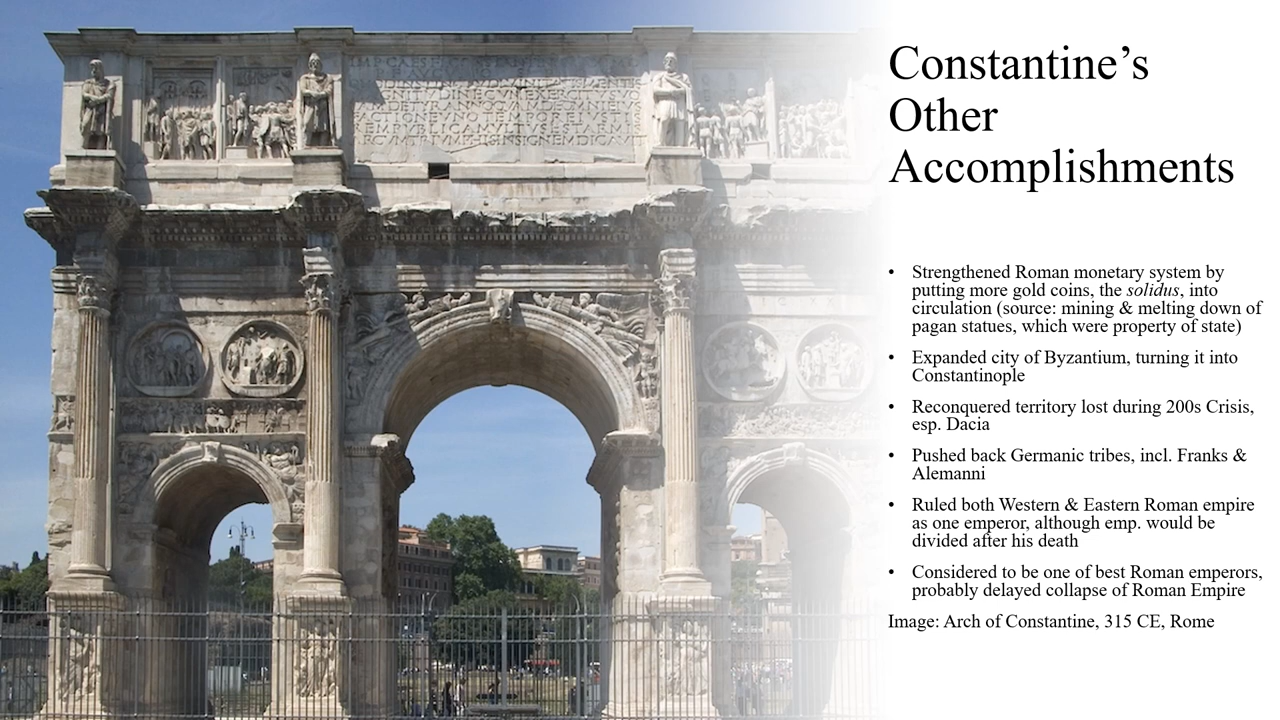 Constantine’s
Other
Accomplishments
• Strengthened Roman monetary system by
putting more gold coins, the solidus, into
circulation (source: mining & melting down of
pagan statues, which were property of state)
• Expanded city of Byzantium, turning it into
Constantinople
• Reconquered territory lost during 200s Crisis,
esp. Dacia
• Pushed back Germanic tribes, incl. Franks &
Alemanni
• Ruled both Western & Eastern Roman empire
as one emperor, although emp. would be
divided after his death
• Considered to be one of best Roman emperors,
probably delayed collapse of Roman Empire
Image: Arch of Constantine, 315 CE, Rome